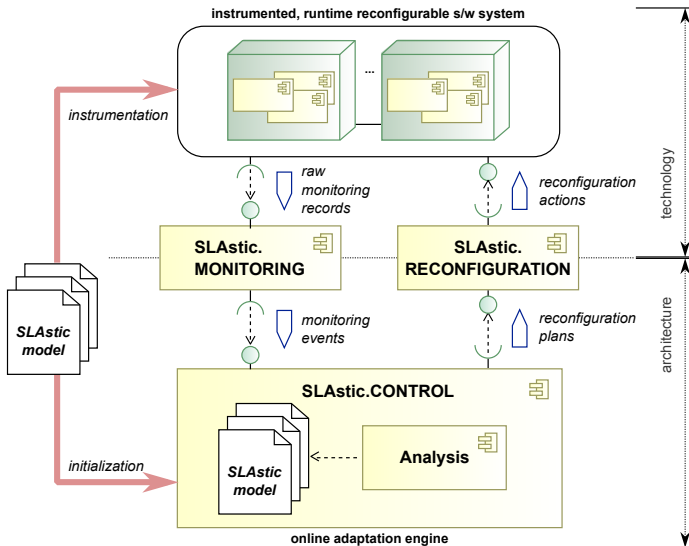 instrumented, runtime reconfigurable s/w system
...
instrumentation
raw
monitoring
records
reconfiguration
actions
technology
SLAstic.
MONITORING
SLAstic.
RECONFIGURATION
SLAstic
model
monitoring
events
reconfiguration
plans
architecture
SLAstic.CONTROL
SLAstic
model
Analysis
initialization
online adaptation engine